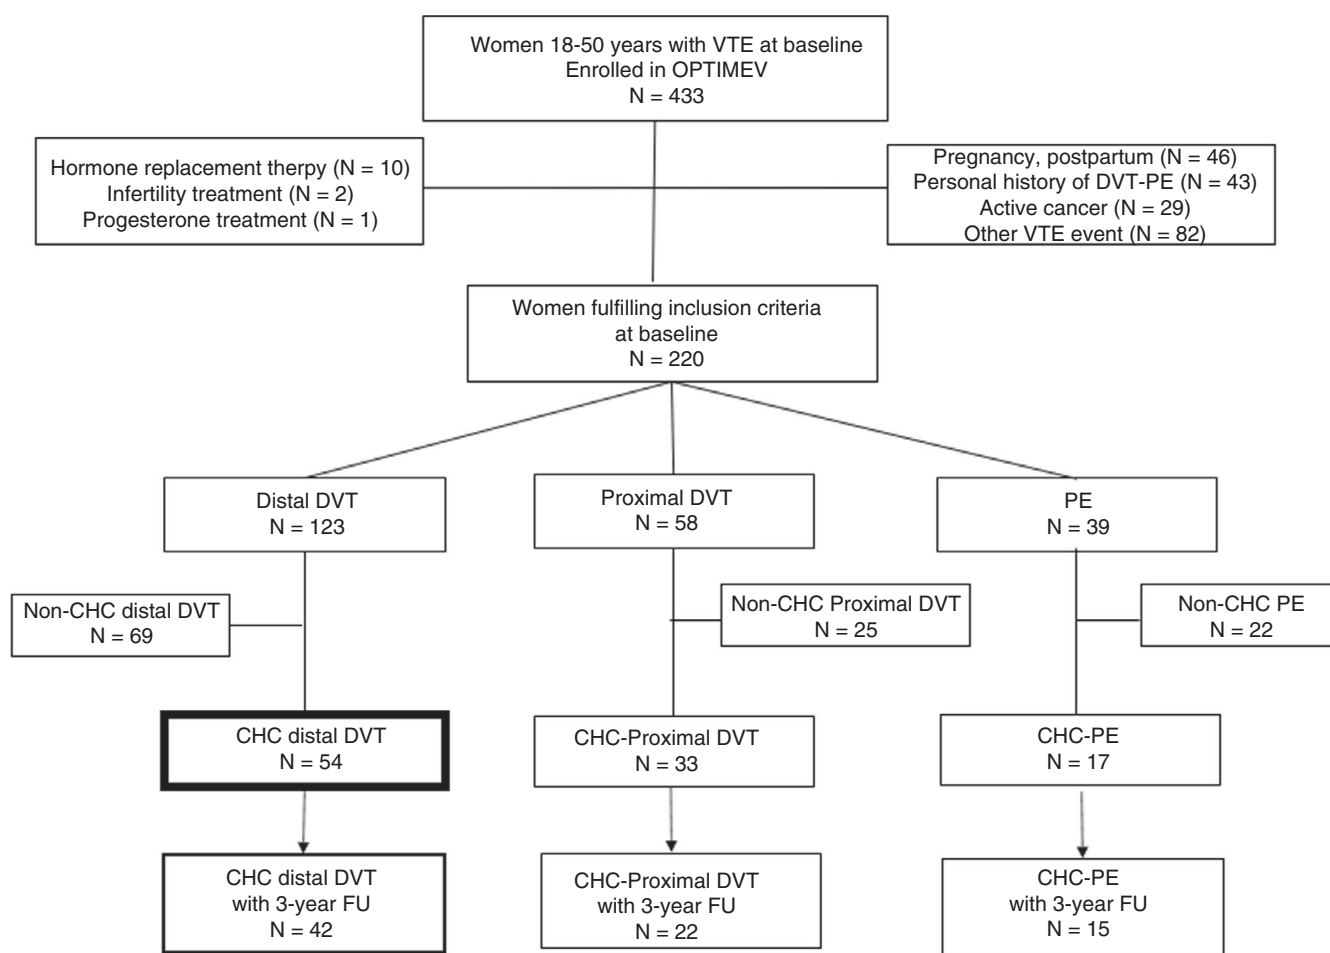 Women 18-50 years with VTE at baseline
Enrolled in OPTIMEV
N = 433
Hormone replacement therpy (N = 10)
Infertility treatment (N = 2)
Progesterone treatment (N = 1)
Pregnancy, postpartum (N = 46)
Personal history of DVT-PE (N = 43)
Active cancer (N = 29)
Other VTE event (N = 82)
Women fulfilling inclusion criteria
at baseline
N = 220
Distal DVT
N = 123
Proximal DVT
N = 58
PE
N = 39
Non-CHC distal DVT
N = 69
Non-CHC Proximal DVT
N = 25
Non-CHC PE
N = 22
CHC distal DVT
N = 54
CHC-Proximal DVT
N = 33
CHC-PE
N = 17
CHC distal DVT
with 3-year FU
N = 42
CHC-Proximal DVT
with 3-year FU
N = 22
CHC-PE
with 3-year FU
N = 15